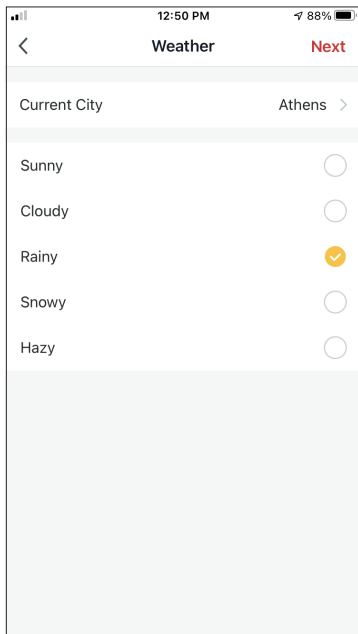 12:50 PM 88%
Weather Next
Current City Athens
Sunny
Cloudy
Rainy
Snowy
Hazy